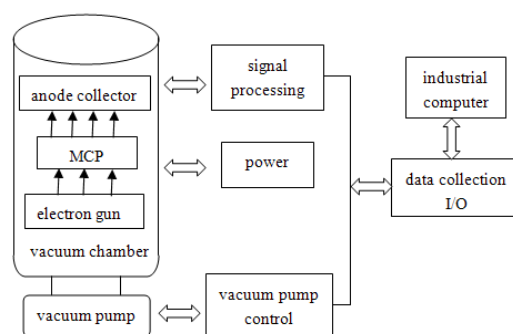 anode collector
MCP
electron gun
vacuum chamber
vacuum pump
signal
processing
power
vacuum pump
control
industrial
computer
data collection
I/O